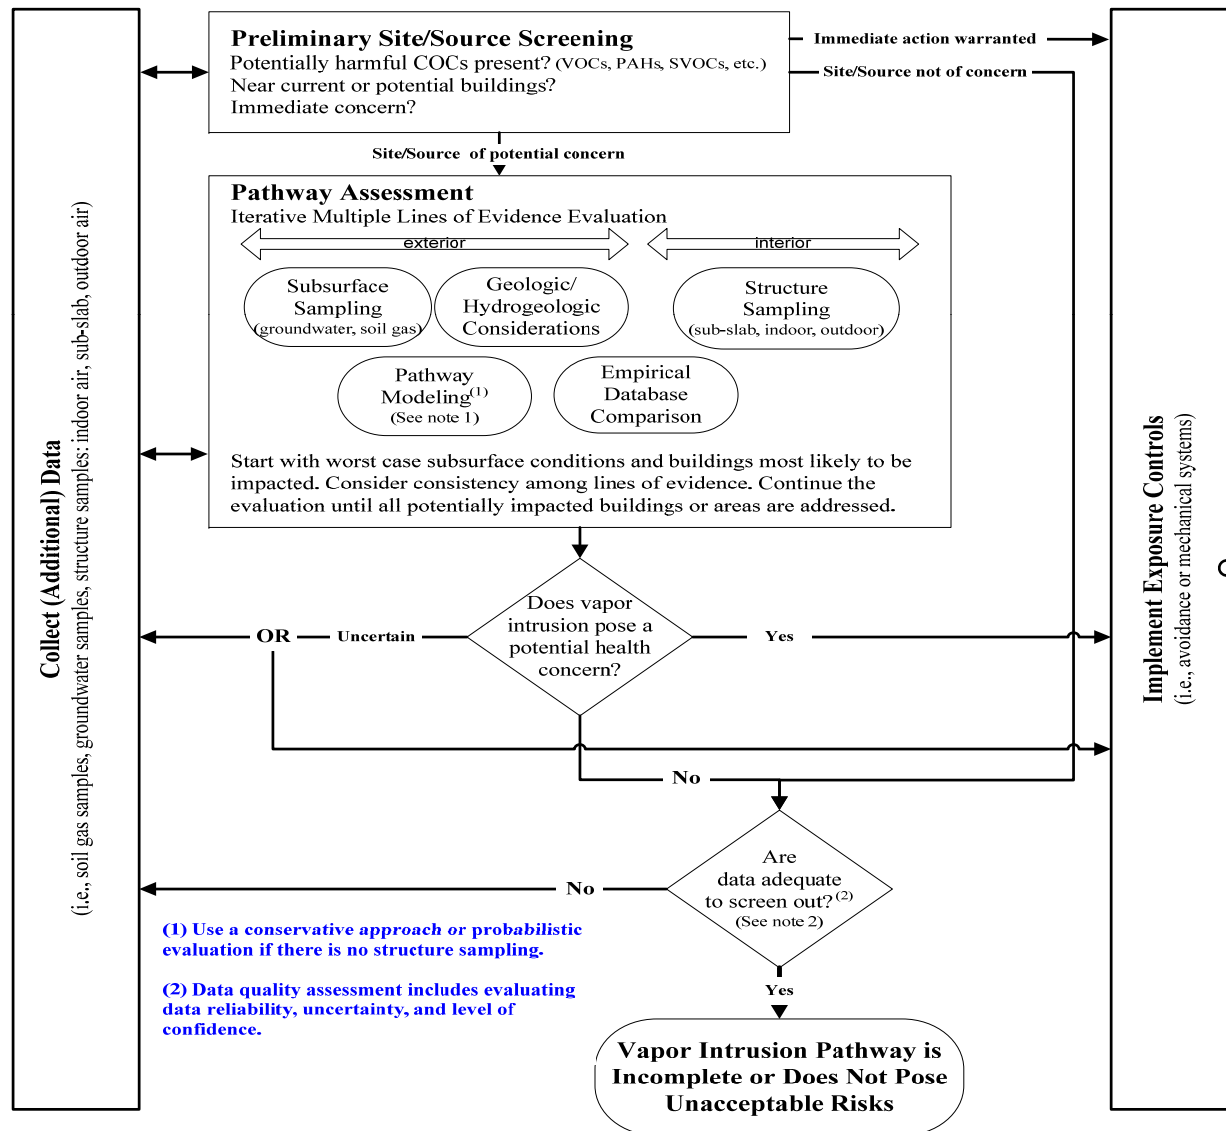 Preliminary Site/Source Screening
Potentially harmful COCs present? (VOCs, PAHs, SVOCs, etc.)
Near current or potential buildings?
Immediate concern?
Immediate action warranted
Site/Source not of concern
Site/Source of potential concern
Pathway Assessment
Iterative Multiple Lines of Evidence Evaluation
exterior
interior
Subsurface
Sampling
(groundwater, soil gas)
Geologic/
Hydrogeologic
Considerations
Structure
Sampling
(sub-slab, indoor, outdoor)
Pathway
Modeling(1)
(See note 1)
Empirical
Database
Comparison
Start with worst case subsurface conditions and buildings most likely to be
impacted. Consider consistency among lines of evidence. Continue the
evaluation until all potentially impacted buildings or areas are addressed.
Does vapor
intrusion pose a
potential health
concern?
OR
Uncertain
Yes
No
Are
data adequate
to screen out?(2)
(See note 2)
No
Yes
Vapor Intrusion Pathway is
Incomplete or Does Not Pose
Unacceptable Risks
(1) Use a conservative approach or probabilistic
evaluation if there is no structure sampling.
(2) Data quality assessment includes evaluating
data reliability, uncertainty, and level of
confidence.
Collect (Additional) Data
(i.e., soil gas samples, groundwater samples, structure samples: indoor air, sub-slab, outdoor air)
Implement Exposure Controls
(i.e., avoidance or mechanical systems)